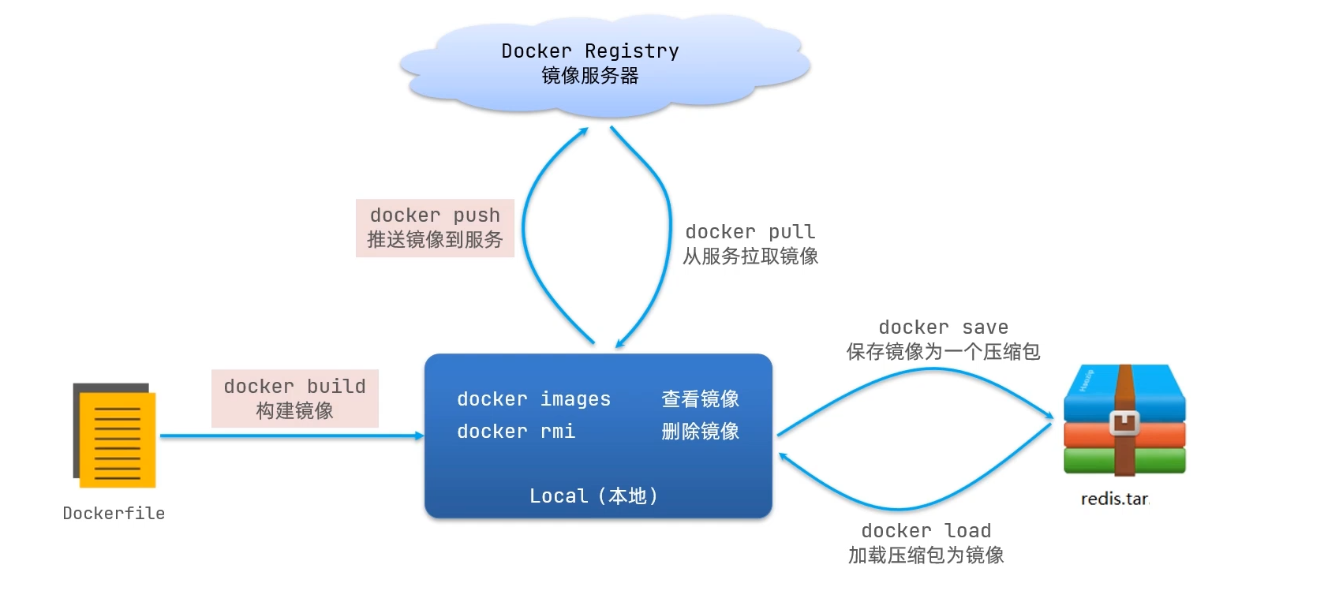 Docker Registry
镜像服务器
docker push
推送镜像到服务
docker pull
从服务拉取镜像
docker save
保存镜像为一个压缩包
docker build
构建镜像
docker images 查看镜像
docker rmi 删除镜像
Local（本地）
Dockerfile
redis.tar
docker load
加载压缩包为镜像